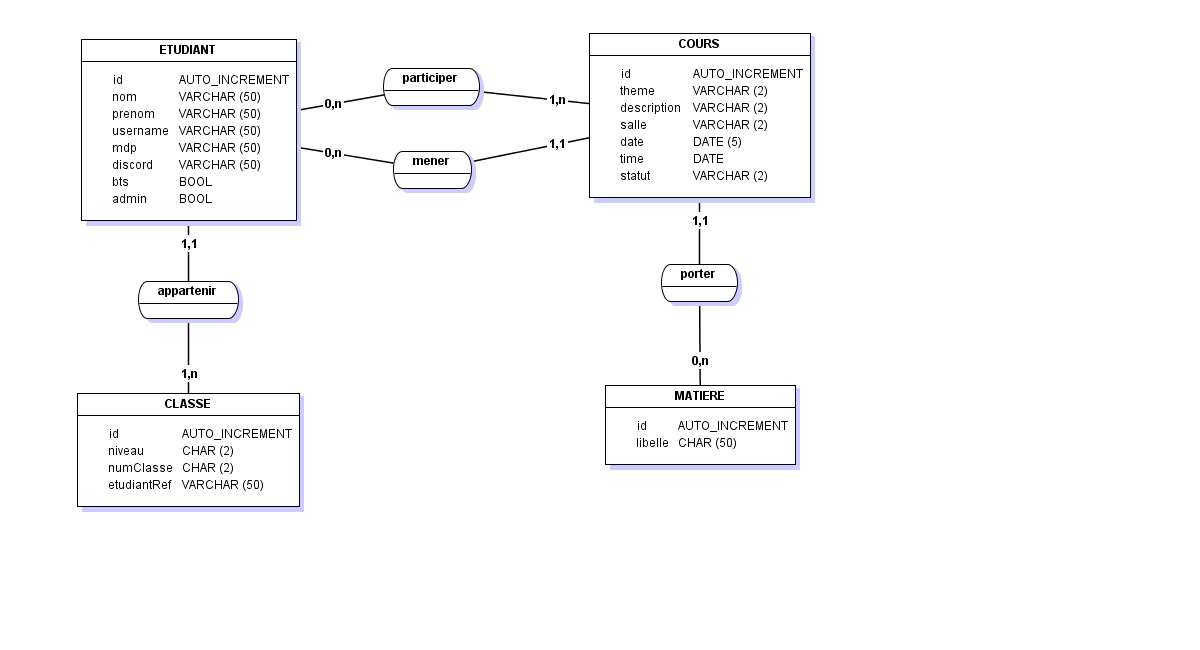 ETUDIANT
id AUTO_INCREMENT
nom VARCHAR (50)
prenom VARCHAR (50)
username VARCHAR (50)
mdp VARCHAR (50)
discord VARCHAR (50)
bts BOOL
admin BOOL
participer
0,n
1,n
mener
0,n
1,1
COURS
id AUTO_INCREMENT
theme VARCHAR (2)
description VARCHAR (2)
salle VARCHAR (2)
date DATE (5)
time DATE
statut VARCHAR (2)
1,1
appartenir
1,n
1,1
porter
0,n
CLASSE
id AUTO_INCREMENT
niveau CHAR (2)
numClasse CHAR (2)
etudiantRef VARCHAR (50)
MATIERE
id AUTO_INCREMENT
libelle CHAR (50)